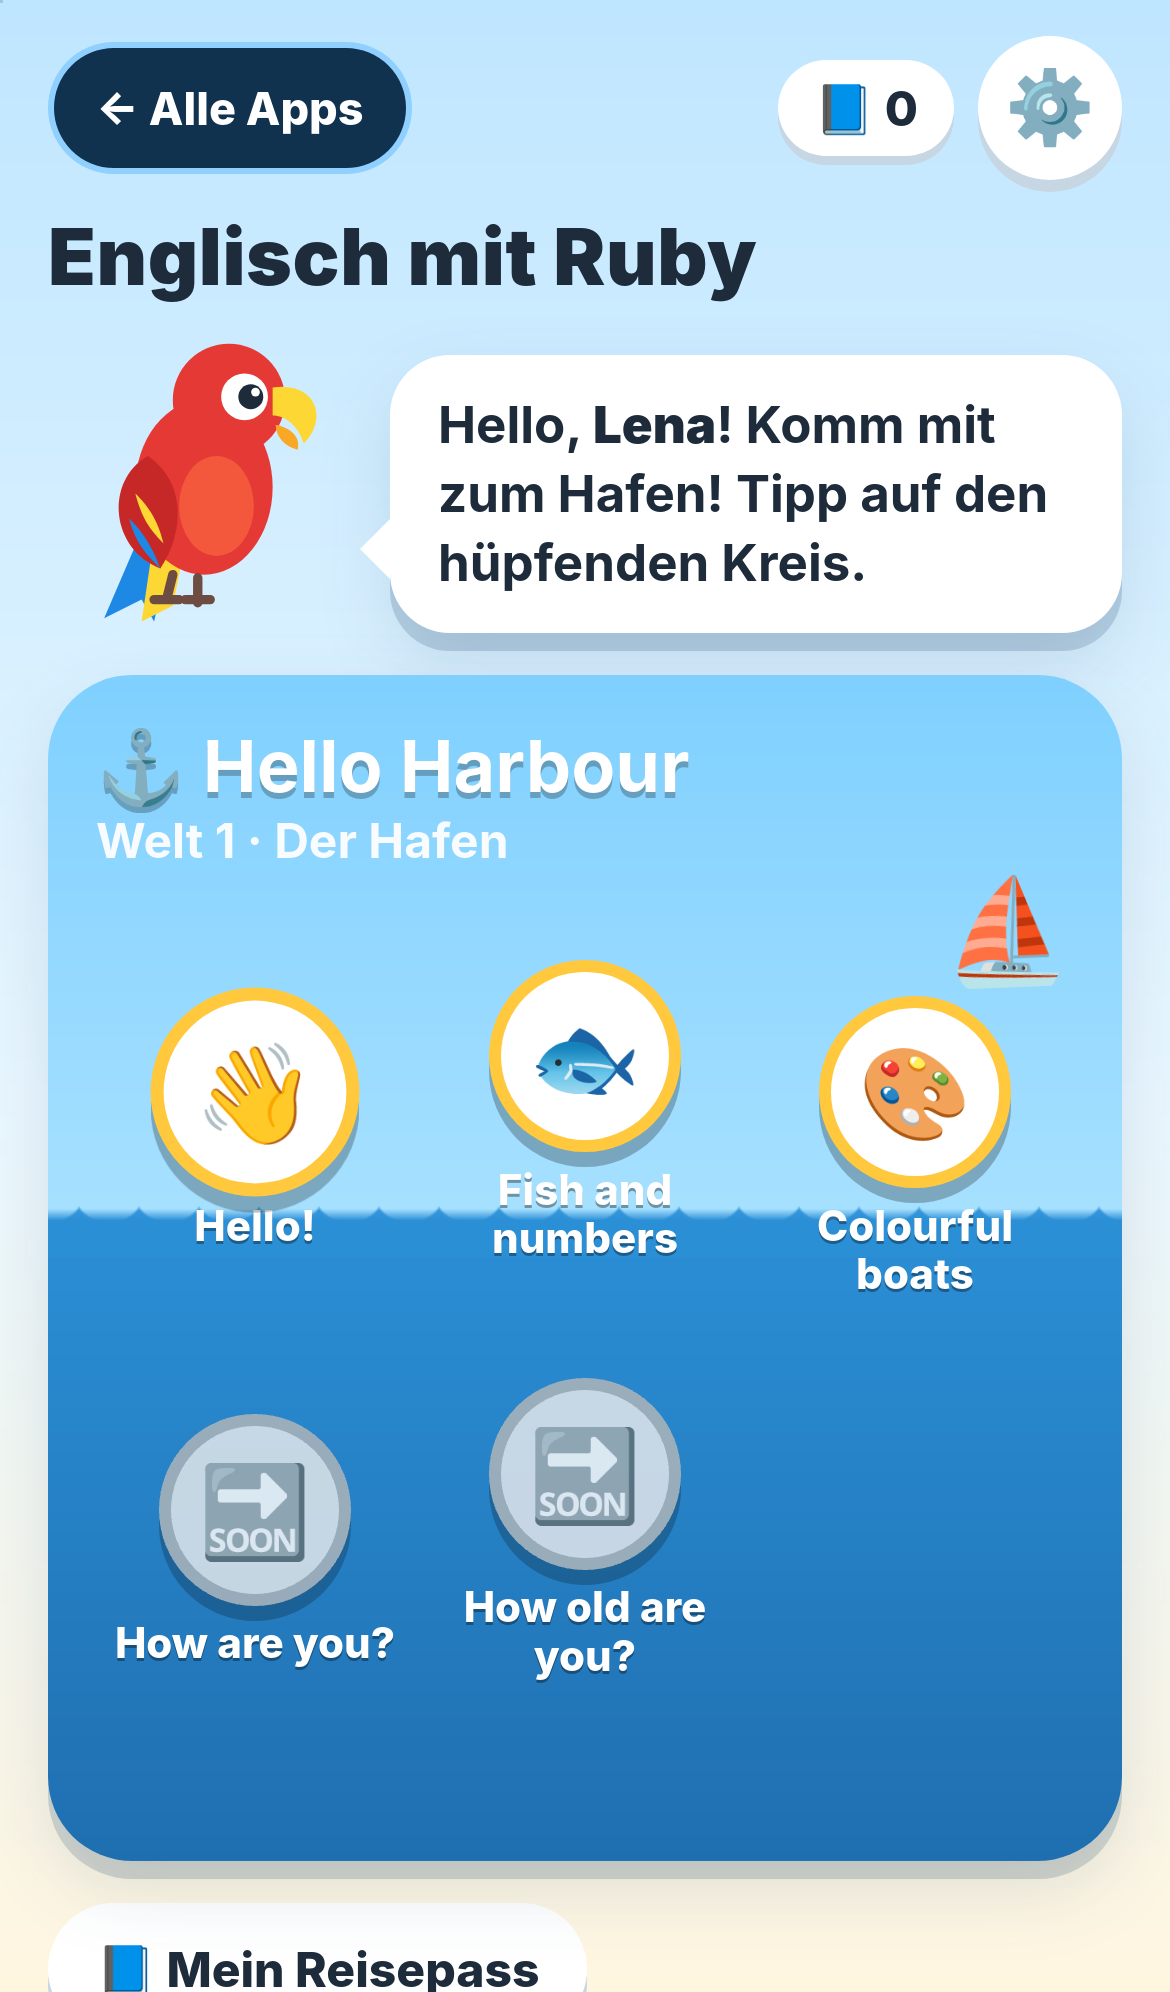 ← Alle Apps
📘 0
Englisch mit Ruby
Hello, Lena! Komm mit
zum Hafen! Tipp auf den
hüpfenden Kreis.
⚓ Hello Harbour
Welt 1 · Der Hafen
Hello!
Fish and
numbers
Colourful
boats
SOON
How are you?
SOON
How old are
you?
📘 Mein Reisepass